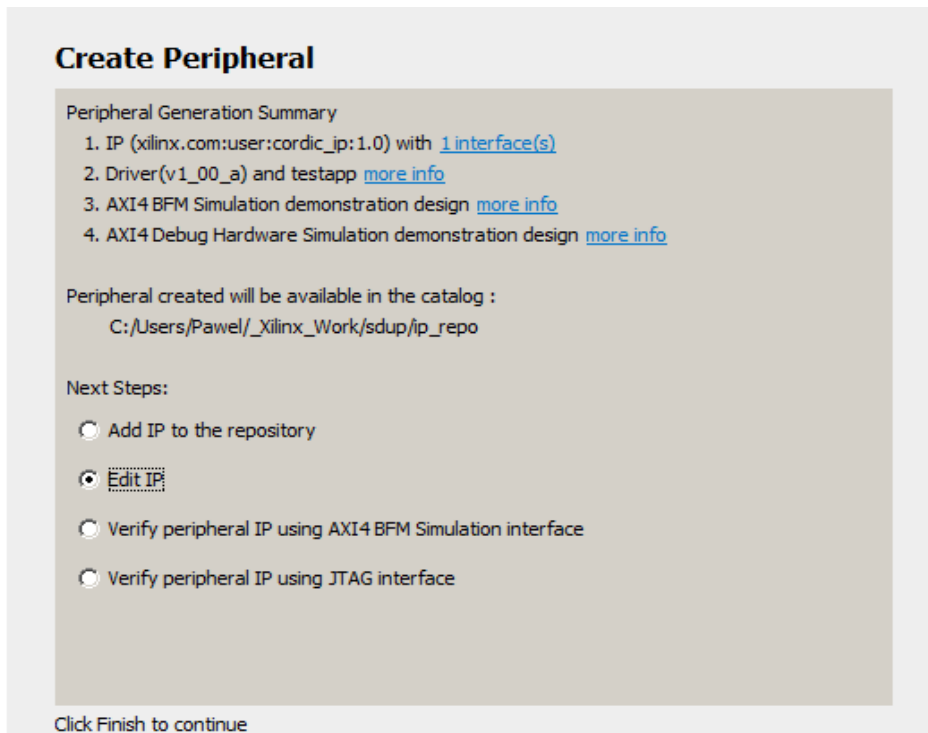 Create Peripheral
Peripheral Generation Summary
1. IP (xilinx.com:user:cordic_ip:1.0) with 1 interface(s)
2. Driver(v1_00_a) and testapp more info
3. AXI4 BFM Simulation demonstration design more info
4. AXI4 Debug Hardware Simulation demonstration design more info
Peripheral created will be available in the catalog :
C:/Users/Pawel/_Xilinx_Work/sdup/ip_repo
Next Steps:
Add IP to the repository
Edit IP
Verify peripheral IP using AXI4 BFM Simulation interface
Verify peripheral IP using JTAG interface
Click Finish to continue